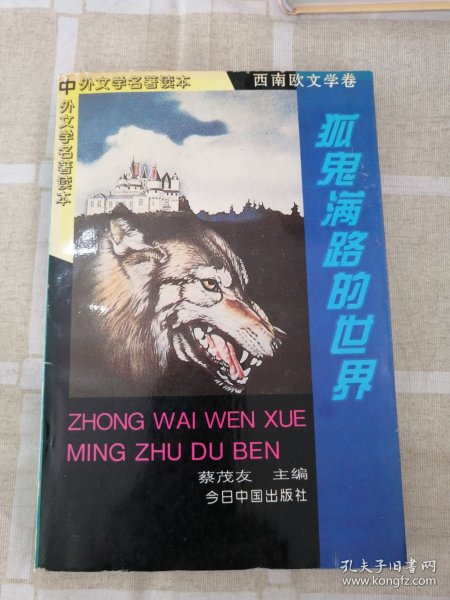 中外文学名著读本
外文学名著读本
西南欧文学卷
狐鬼满路的世界
ZHONG WAI WEN XUE
MING ZHU DU BEN
蔡茂友 主编
今日中国出版社
孔夫子旧书网
www.kongfz.com